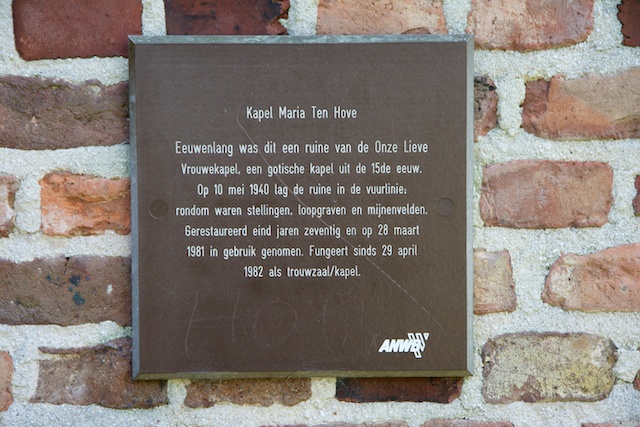 Kapel Maria Ten Hove
Eeuwenlang was dit een ruine van de Onze Lieve
Vrouwekapel, een gotische kapel uit de 15de eeuw.
Op 10 mei 1940 lag de ruine in de vuurlinie;
rondom waren stellingen, loopgraven en mijnenvelden.
Gerestaureerd eind jaren zeventig en op 28 maart
1981 in gebruik genomen. Fungeert sinds 29 april
1982 als trouwzaal/kapel.
ANWB